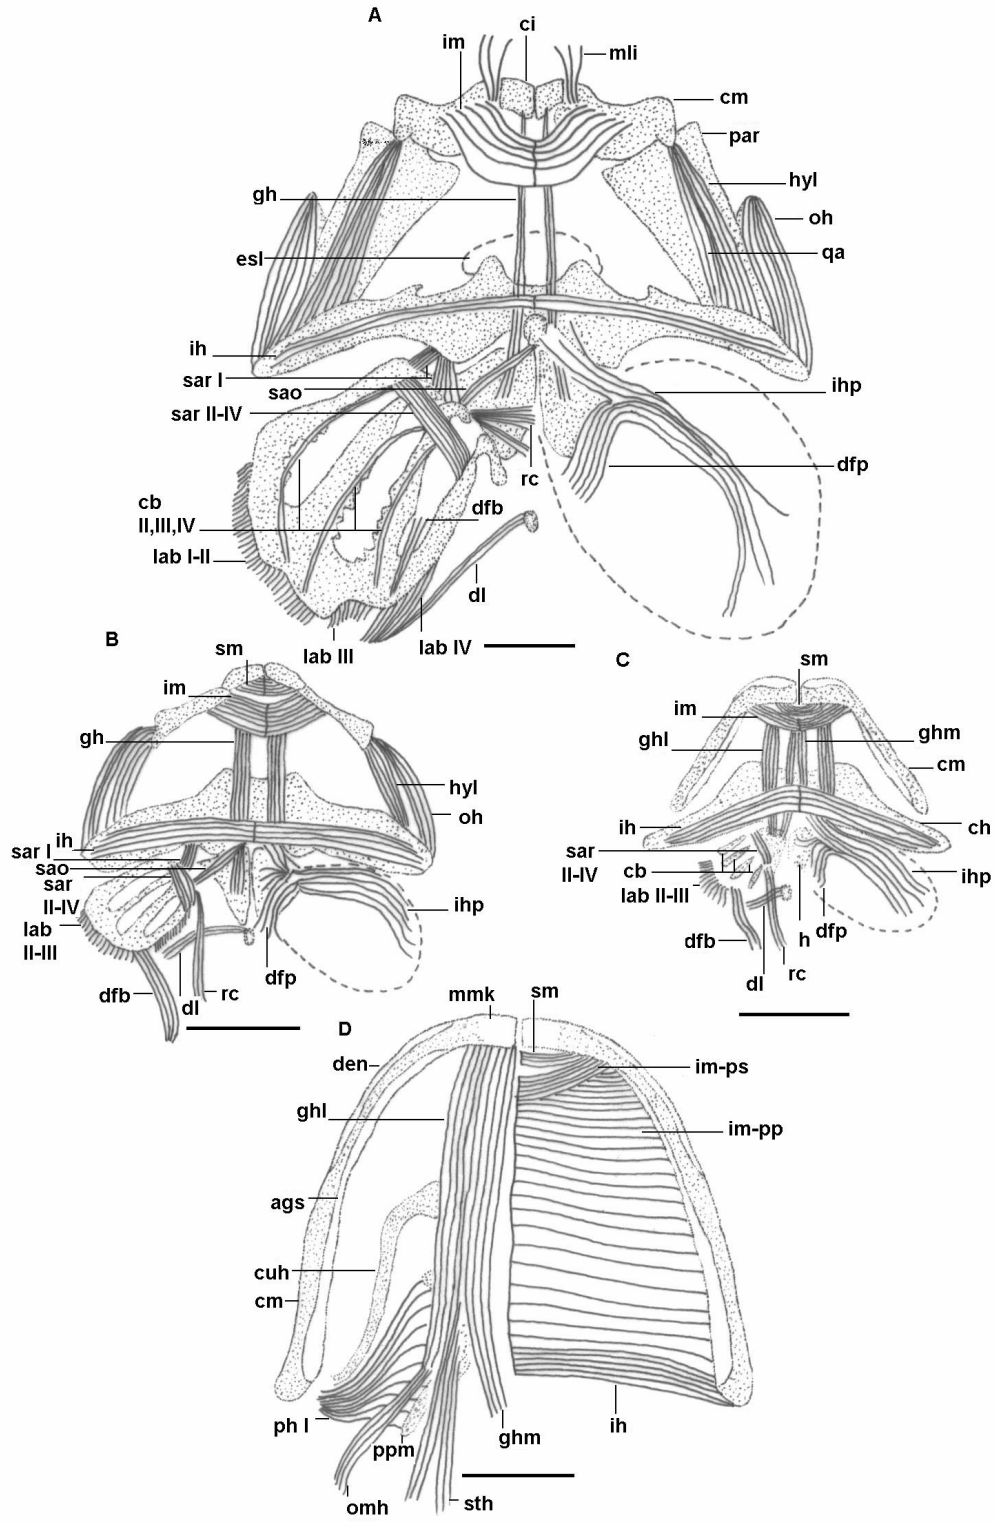 A
ci
im
mli
cm
par
hyl
gh
oh
esl
qa
ih
sar I
sao
ihp
sar II-IV
rc
dfp
cb
II,III,IV
dfb
lab I-II
dl
lab III
lab IV
B
sm
im
gh
hyl
oh
ih
sar I
sao
sar
II-IV
lab
II-III
ihp
dfp
dfb
dl
rc
C
sm
im
ghl
ghm
cm
ih
ch
sar
II-IV
cb
lab II-III
ihp
dfb
h
dfp
dl
rc
D
mmk
sm
den
im-ps
ghl
im-pp
ags
cuh
cm
ph I
ppm
ghm
ih
omh
sth